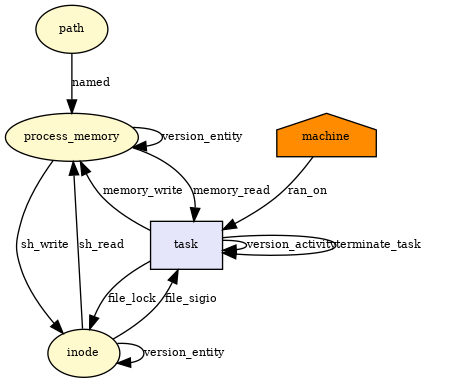 path
named
process_memory
version_entity
machine
memory_write
memory_read
ran_on
sh_write
sh_read
task
version_activity
terminate_task
file_lock
file_sigio
inode
version_entity